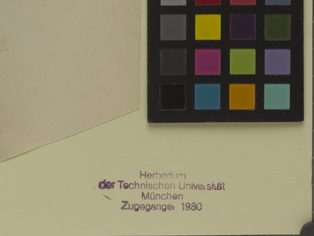 Herbarium
der Technischen Universität
München
Zugegangen 1980